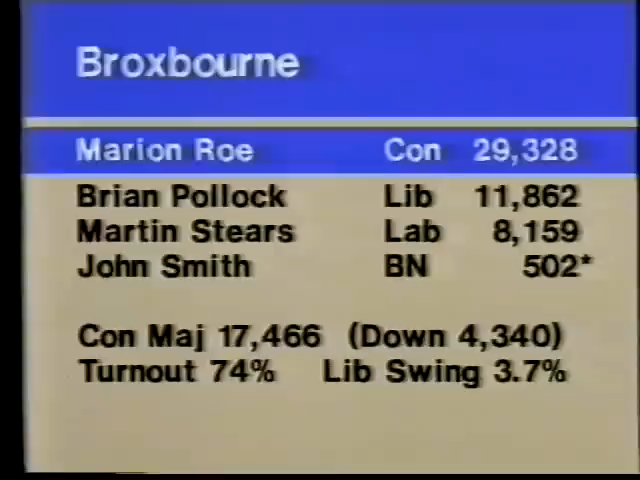 Broxbourne
Marion Roe Con 29,328
Brian Pollock Lib 11,862
Martin Stears Lab 8,159
John Smith BN 502*
Con Maj 17,466 (Down 4,340)
Turnout 74% Lib Swing 3.7%